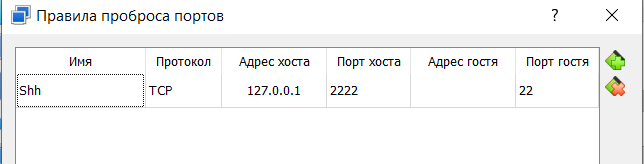 Правила проброса портов
Имя Протокол Адрес хоста Порт хоста Адрес гостя Порт гостя
Shh TCP 127.0.0.1 2222 22